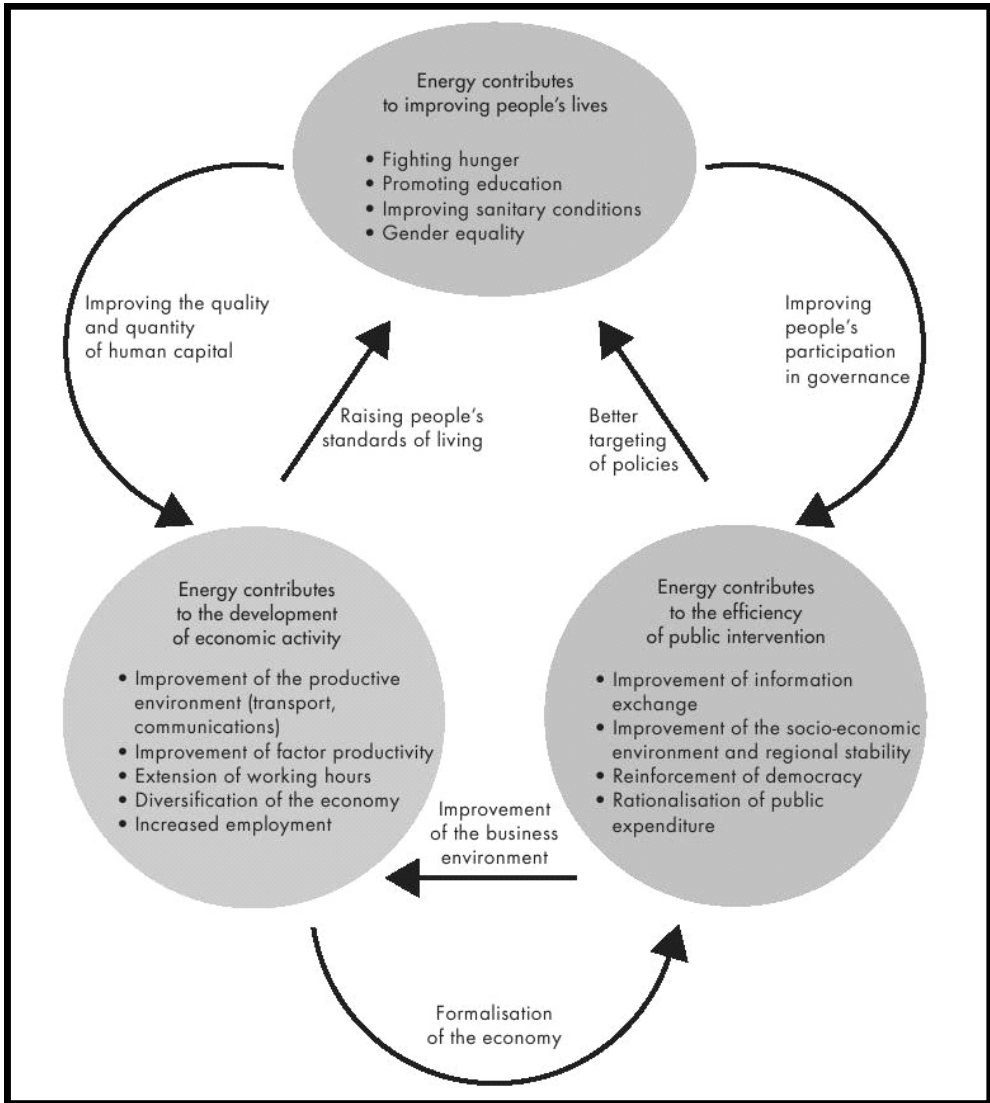 Energy contributes
to improving people's lives
• Fighting hunger
• Promoting education
• Improving sanitary conditions
• Gender equality
Improving the quality
and quantity
of human capital
Improving
people's
participation
in governance
Raising people's
standards of living
Better
targeting
of policies
Energy contributes
to the development
of economic activity
• Improvement of the productive
environment (transport,
communications)
• Improvement of factor productivity
• Extension of working hours
• Diversification of the economy
• Increased employment
Energy contributes
to the efficiency
of public intervention
• Improvement of information
exchange
• Improvement of the socio-economic
environment and regional stability
• Reinforcement of democracy
• Rationalisation of public
expenditure
Improvement
of the business
environment
Formalisation
of the economy